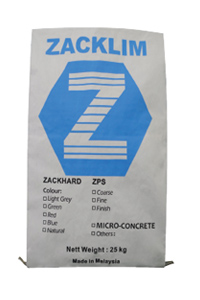 ZACKLIM
Z
ZACKHARD ZPS
Colour: □ Coarse
□ Light Grey □ Fine
□ Green □ Finish
□ Red
□ Blue □ MICRO-CONCRETE
□ Natural □ Others:
Nett Weight : 25 kg
Made in Malaysia